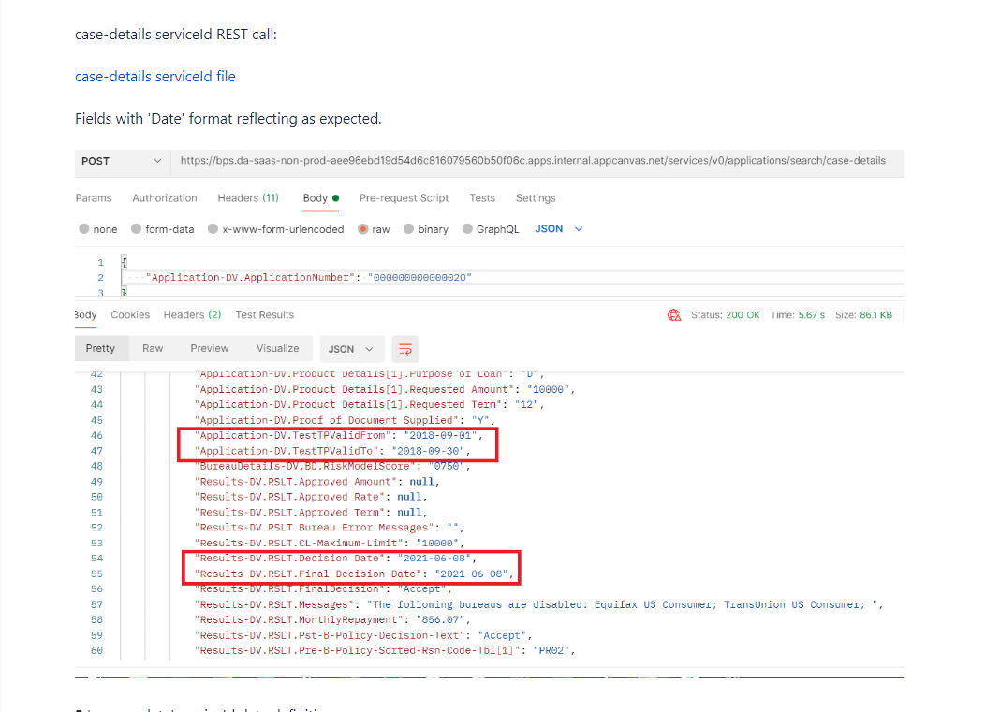 case-details serviceId REST call:
case-details serviceId file
Fields with 'Date' format reflecting as expected.
POST https://bps.da-saas-non-prod-aee96ebd19d54d6c816079560b50f06c.apps.internal.appcanvas.net/services/v0/applications/search/case-details
Params Authorization Headers (11) Body Pre-request Script Tests Settings
none form-data x-www-form-urlencoded raw binary GraphQL JSON
1 {
2 "Application-DV.ApplicationNumber": "000000000000020"
3 }
Body Cookies Headers (2) Test Results Status: 200 OK Time: 5.67 s Size: 86.1 KB
Pretty Raw Preview Visualize JSON
42 "Application-DV.Product Details[1].Purpose of Loan": "D",
43 "Application-DV.Product Details[1].Requested Amount": "10000",
44 "Application-DV.Product Details[1].Requested Term": "12",
45 "Application-DV.Proof of Document Supplied": "Y",
46 "Application-DV.TestTPValidFrom": "2018-09-01",
47 "Application-DV.TestTPValidTo": "2018-09-30",
48 "BureauDetails-DV.BD.RiskModelScore": "0750",
49 "Results-DV.RSLT.Approved Amount": null,
50 "Results-DV.RSLT.Approved Rate": null,
51 "Results-DV.RSLT.Approved Term": null,
52 "Results-DV.RSLT.Bureau Error Messages": "",
53 "Results-DV.RSLT.CL-Maximum-Limit": "10000",
54 "Results-DV.RSLT.Decision Date": "2021-06-08",
55 "Results-DV.RSLT.Final Decision Date": "2021-06-08",
56 "Results-DV.RSLT.FinalDecision": "Accept",
57 "Results-DV.RSLT.Messages": "The following bureaus are disabled: Equifax US Consumer; TransUnion US Consumer; ",
58 "Results-DV.RSLT.MonthlyRepayment": "856.07",
59 "Results-DV.RSLT.Pst-B-Policy-Decision-Text": "Accept",
60 "Results-DV.RSLT.Pre-B-Policy-Sorted-Rsn-Code-Tbl[1]": "PR02",